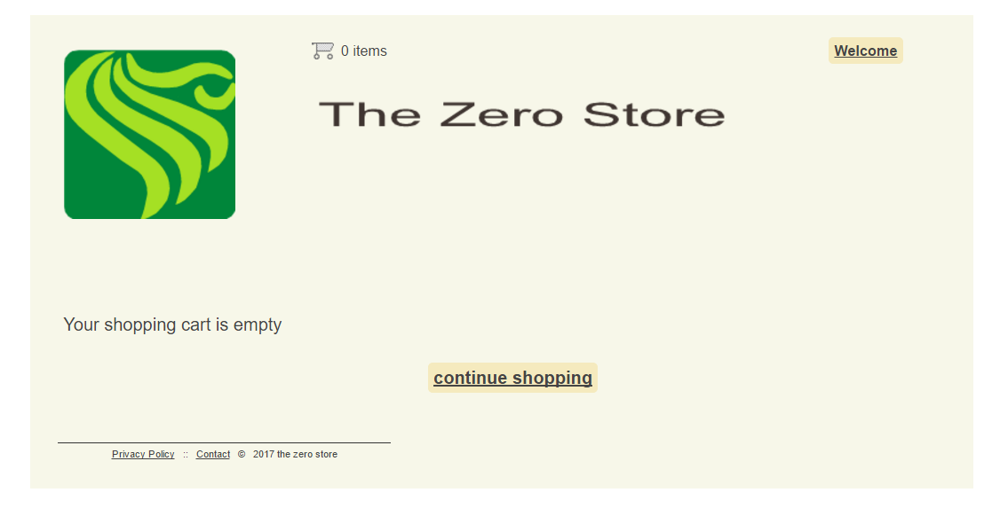 0 items
Welcome
The Zero Store
Your shopping cart is empty
continue shopping
Privacy Policy :: Contact © 2017 the zero store